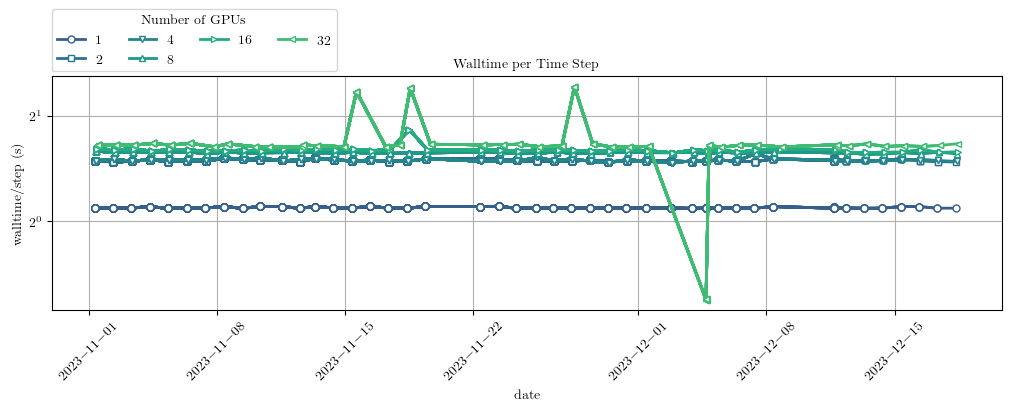 Number of GPUs
1 4 16 32
2 8
Walltime per Time Step
walltime/step (s)
2^1
2^0
2023−11−01
2023−11−08
2023−11−15
2023−11−22
2023−12−01
2023−12−08
2023−12−15
date